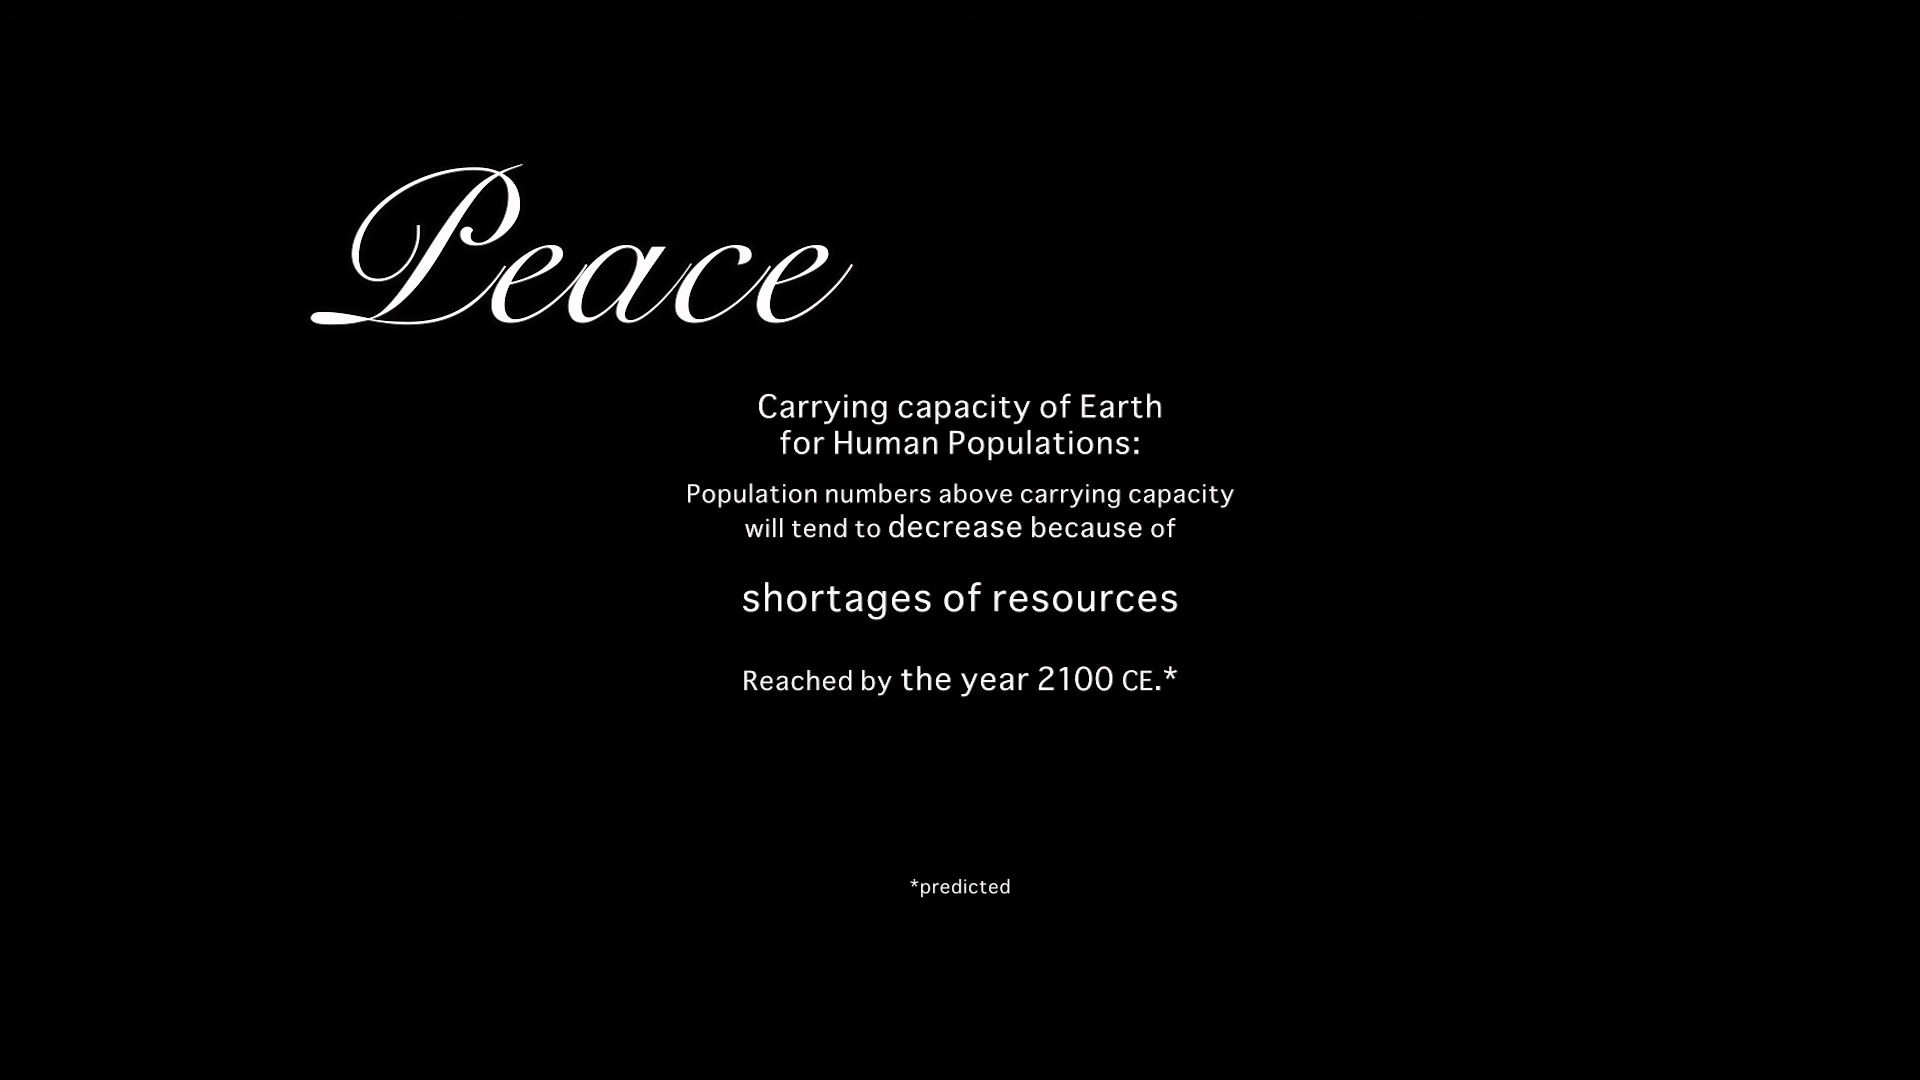 Peace
Carrying capacity of Earth
for Human Populations:
Population numbers above carrying capacity
will tend to decrease because of
shortages of resources
Reached by the year 2100 CE.*
*predicted